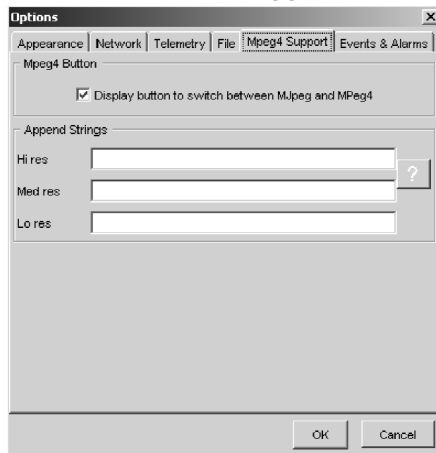 Options
Appearance Network Telemetry File Mpeg4 Support Events & Alarms
Mpeg4 Button
Display button to switch between MJpeg and MPeg4
Append Strings
Hi res
?
Med res
Lo res
OK Cancel